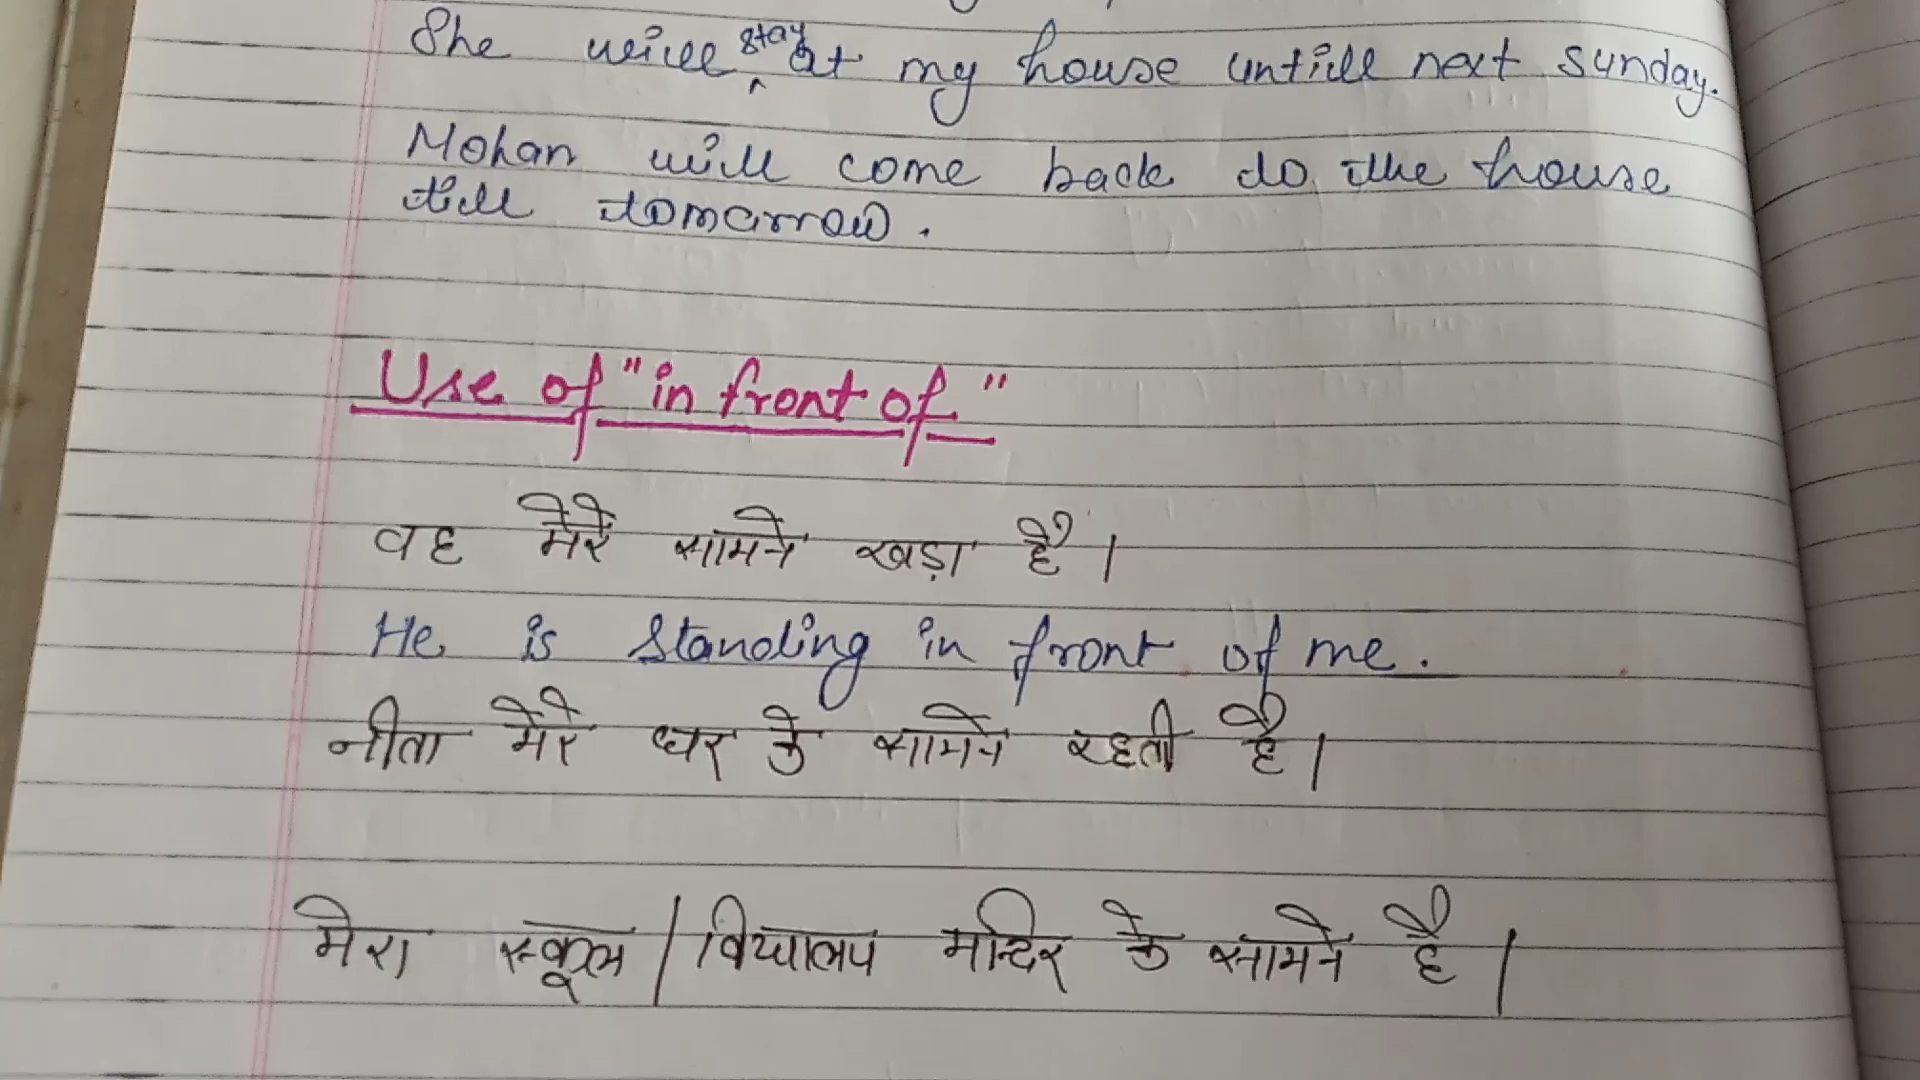 She will stay at my house untill next sunday.
Mohan will come back to the house
till tomarrow.
Use of "in front of"
वह मेरे सामने खड़ा है।
He is standing in front of me.
नीता मेरे घर के सामने रहती है।
मेरा स्कूल / विद्यालय मन्दिर के सामने है।